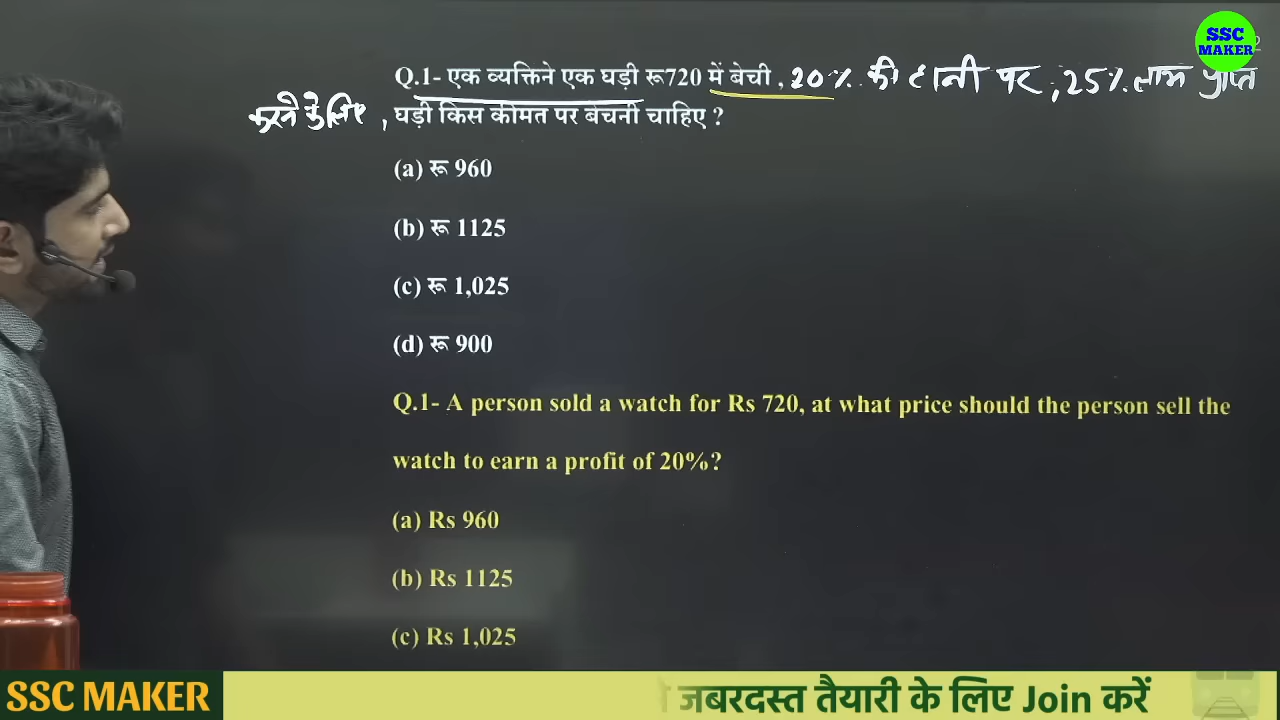 SSC
MAKER
Q.1- एक व्यक्तिने एक घड़ी रू720 में बेची , 20% की हानी पर , 25% लाभ प्राप्त
करने के लिए , घड़ी किस कीमत पर बेचनी चाहिए ?
(a) रू 960
(b) रू 1125
(c) रू 1,025
(d) रू 900
Q.1- A person sold a watch for Rs 720, at what price should the person sell the
watch to earn a profit of 20%?
(a) Rs 960
(b) Rs 1125
(c) Rs 1,025
SSC MAKER
जबरदस्त तैयारी के लिए Join करें